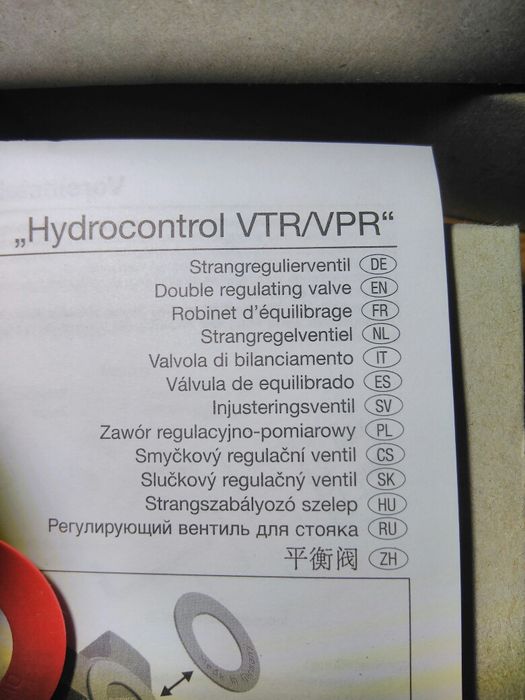 „Hydrocontrol VTR/VPR“
Strangregulierventil DE
Double regulating valve EN
Robinet d'équilibrage FR
Strangregelventiel NL
Valvola di bilanciamento IT
Válvula de equilibrado ES
Injusteringsventil SV
Zawór regulacyjno-pomiarowy PL
Smyčkový regulační ventil CS
Slučkový regulačný ventil SK
Strangszabályozó szelep HU
Регулирующий вентиль для стояка RU
平衡阀 ZH